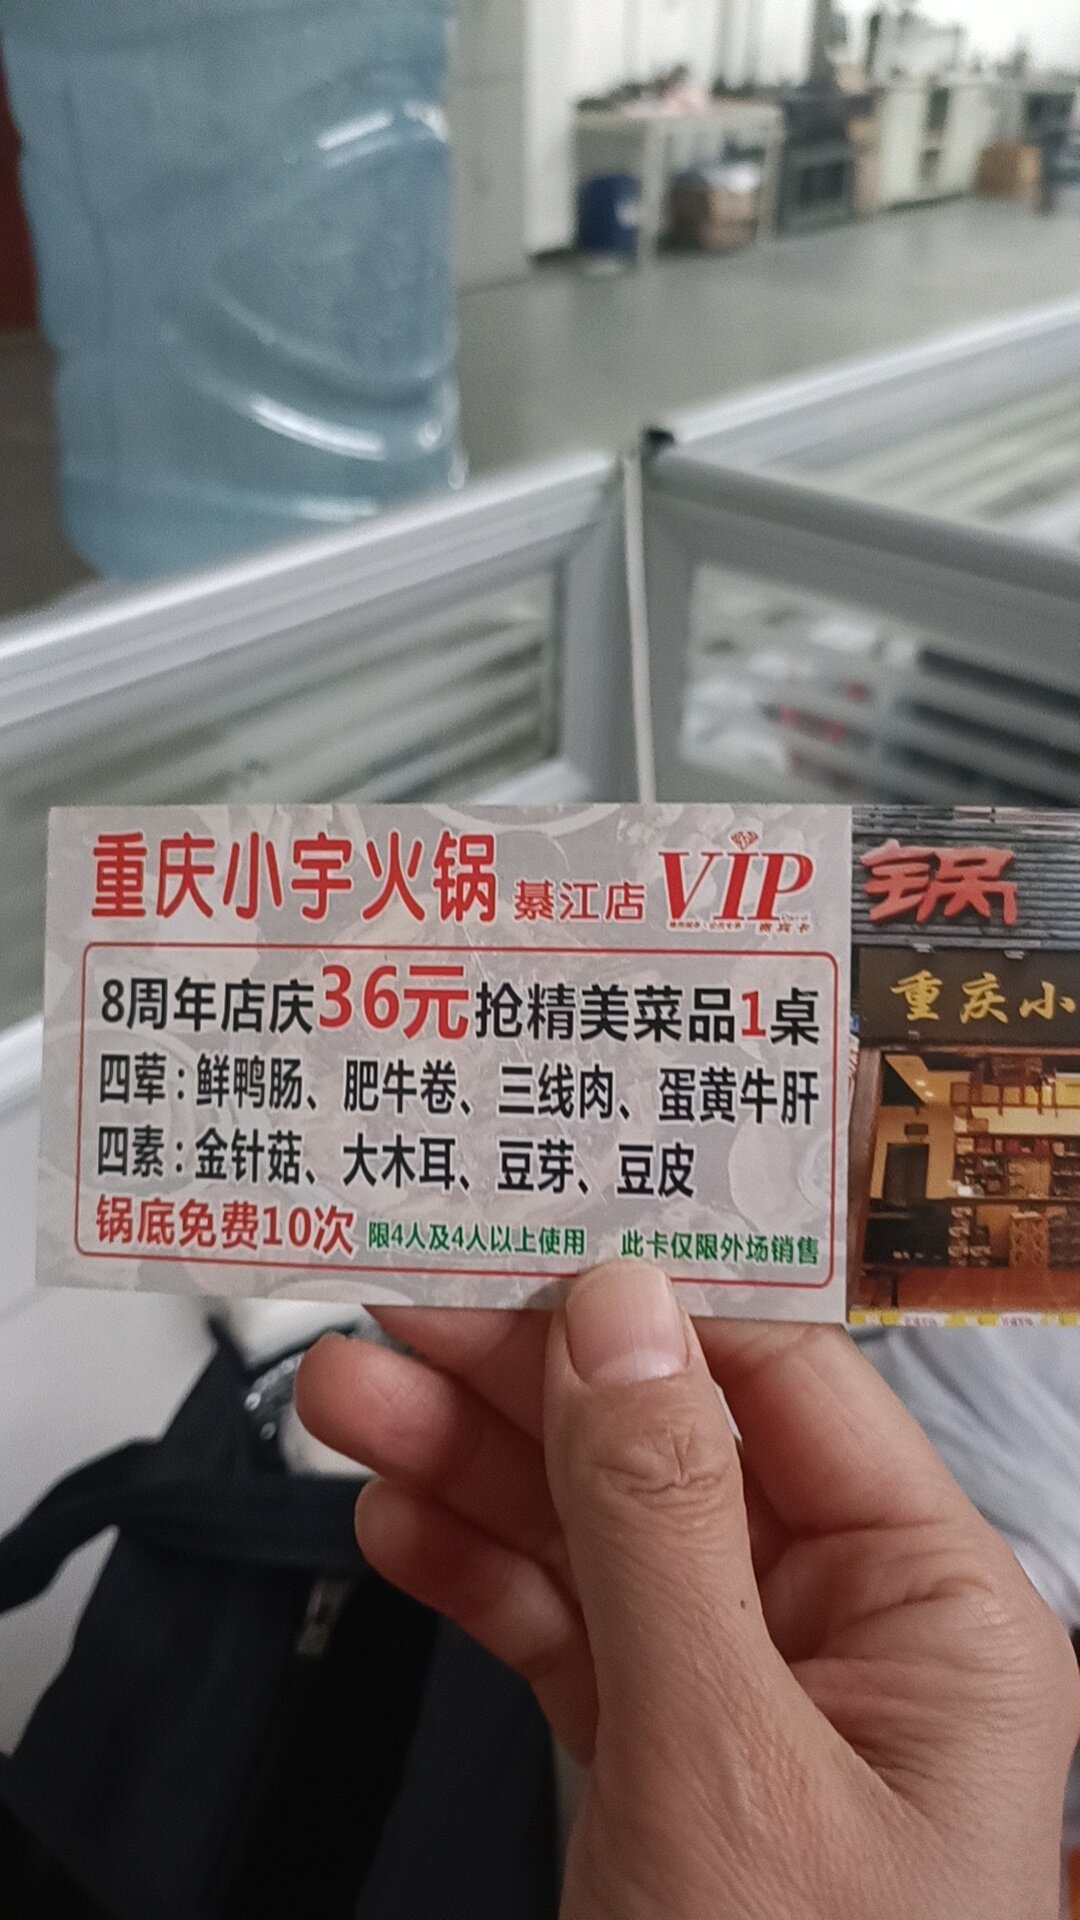 重庆小宇火锅 綦江店 VIP
贵宾卡
8周年店庆36元抢精美菜品1桌
四荤:鲜鸭肠、肥牛卷、三线肉、蛋黄牛肝
四素:金针菇、大木耳、豆芽、豆皮
锅底免费10次 限4人及4人以上使用 此卡仅限外场销售
锅
重庆小